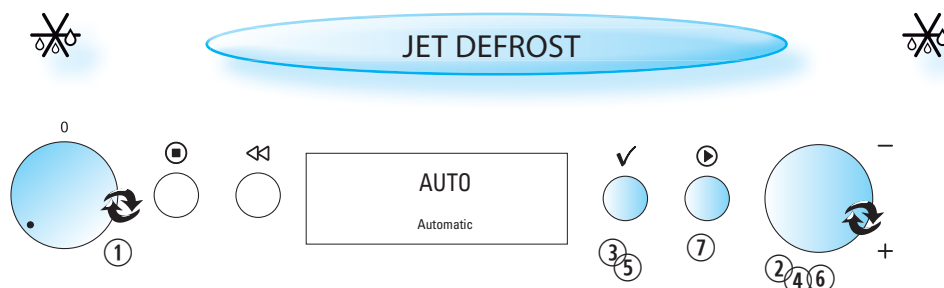 JET DEFROST
0
−
AUTO
Automatic
+
① ③ ⑤ ⑦ ② ④ ⑥